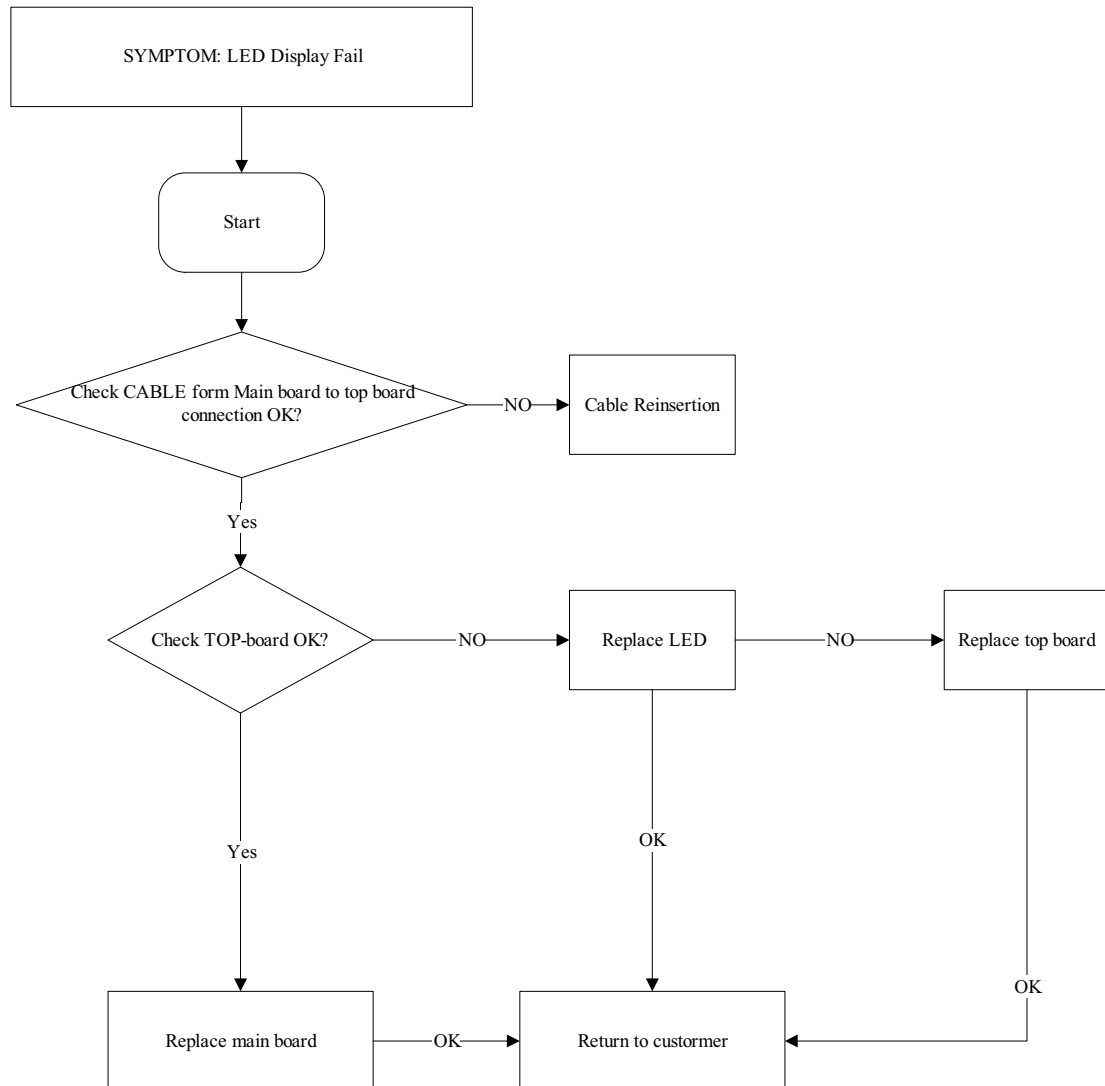 SYMPTOM: LED Display Fail
Start
Check CABLE form Main board to top board
connection OK?
NO
Cable Reinsertion
Yes
Check TOP-board OK?
NO
Replace LED
NO
Replace top board
Yes
OK
OK
Replace main board
OK
Return to custormer